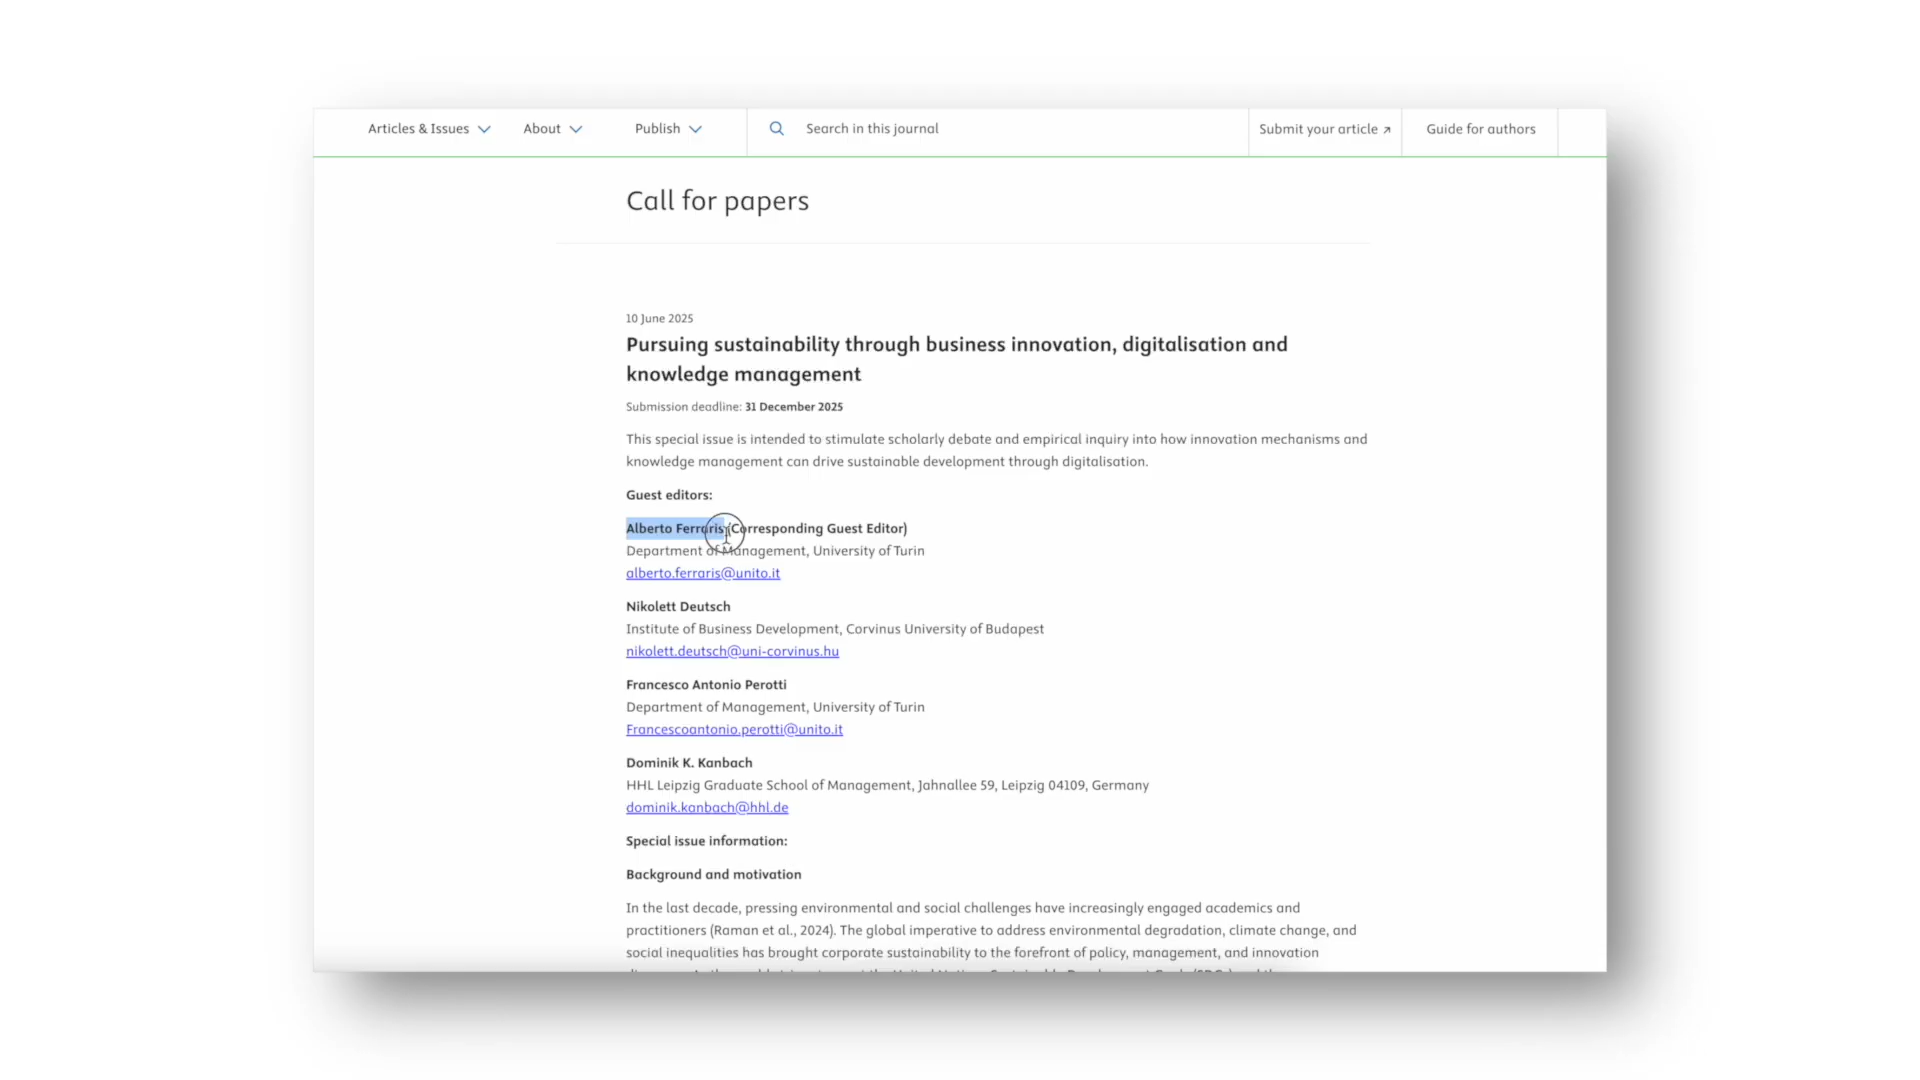 Articles & Issues About Publish Search in this journal Submit your article ↗ Guide for authors
Call for papers
10 June 2025
Pursuing sustainability through business innovation, digitalisation and
knowledge management
Submission deadline: 31 December 2025
This special issue is intended to stimulate scholarly debate and empirical inquiry into how innovation mechanisms and
knowledge management can drive sustainable development through digitalisation.
Guest editors:
Alberto Ferraris (Corresponding Guest Editor)
Department of Management, University of Turin
alberto.ferraris@unito.it
Nikolett Deutsch
Institute of Business Development, Corvinus University of Budapest
nikolett.deutsch@uni-corvinus.hu
Francesco Antonio Perotti
Department of Management, University of Turin
Francescoantonio.perotti@unito.it
Dominik K. Kanbach
HHL Leipzig Graduate School of Management, Jahnallee 59, Leipzig 04109, Germany
dominik.kanbach@hhl.de
Special issue information:
Background and motivation
In the last decade, pressing environmental and social challenges have increasingly engaged academics and
practitioners (Raman et al., 2024). The global imperative to address environmental degradation, climate change, and
social inequalities has brought corporate sustainability to the forefront of policy, management, and innovation